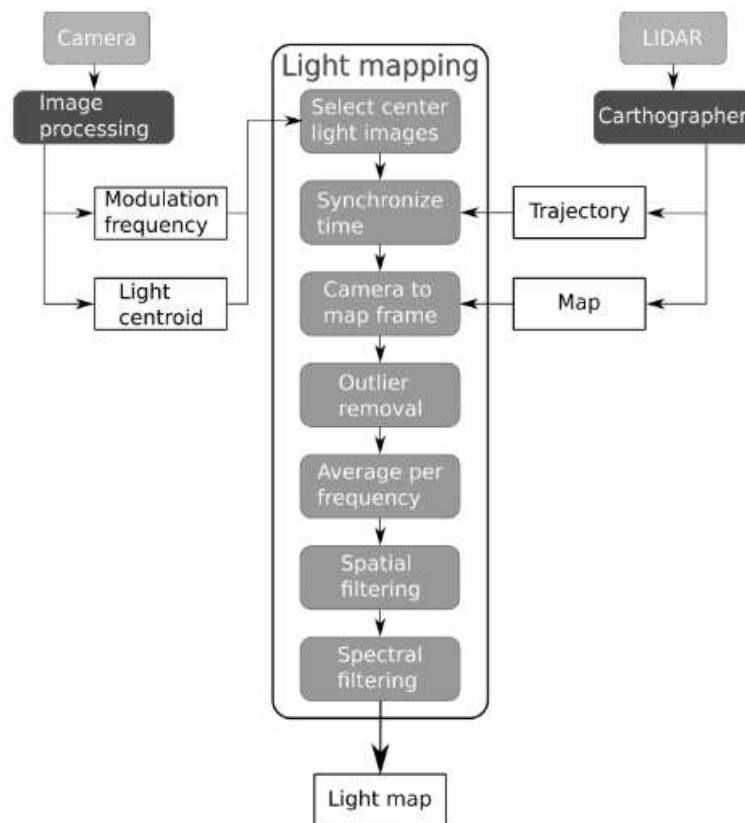 Camera
LIDAR
Light mapping
Image
processing
Select center
light images
Carthographer
Modulation
frequency
Synchronize
time
Trajectory
Light
centroid
Camera to
map frame
Map
Outlier
removal
Average per
frequency
Spatial
filtering
Spectral
filtering
Light map